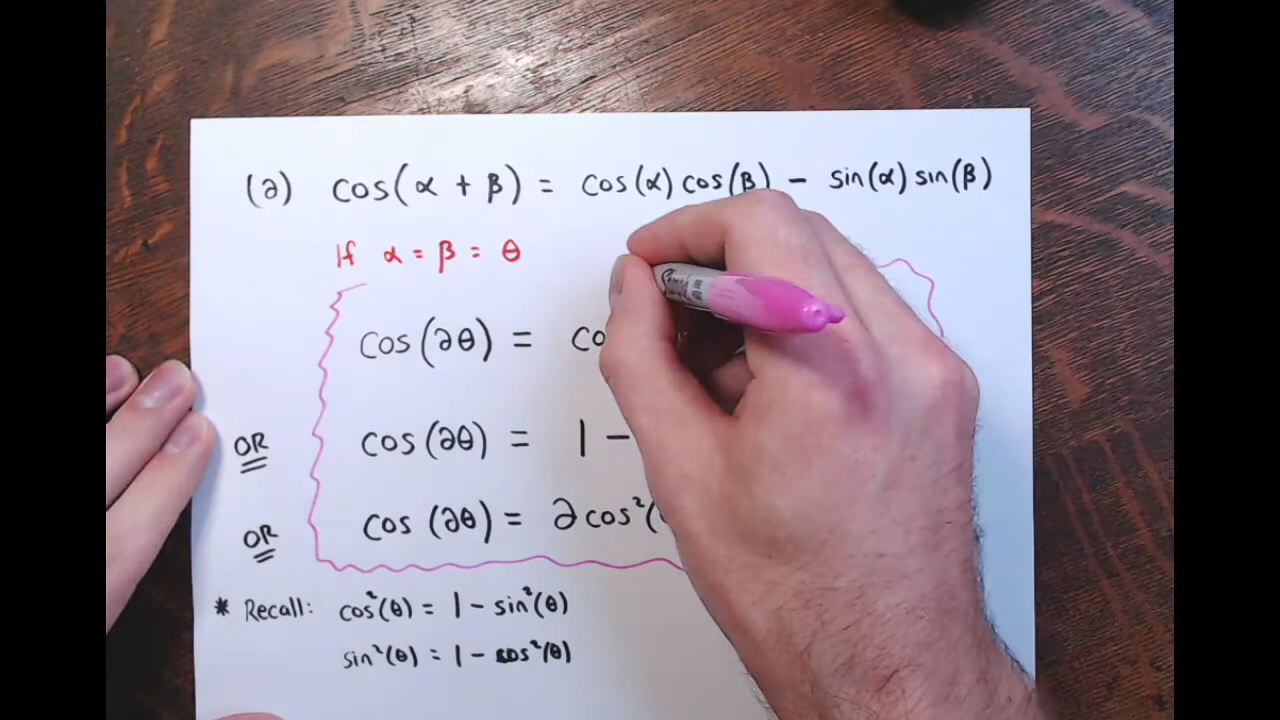 (2) cos(α + β) = cos(α) cos(β) - sin(α) sin(β)
If α = β = θ
cos(2θ) = co
OR cos(2θ) = 1 -
OR cos(2θ) = 2cos²(
* Recall: cos²(θ) = 1 - sin²(θ)
sin²(θ) = 1 - cos²(θ)